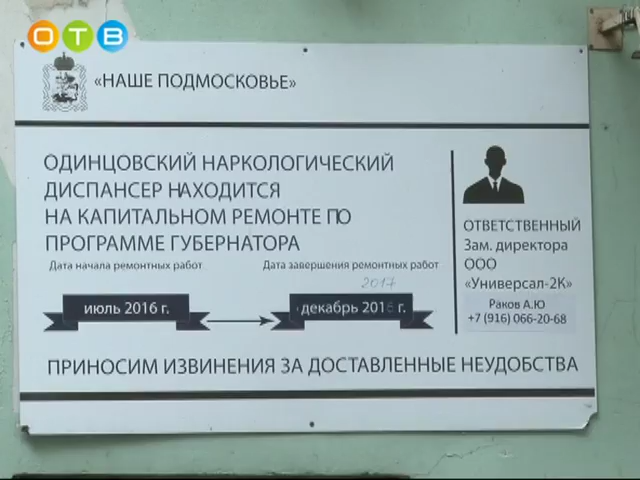 ОТВ
«НАШЕ ПОДМОСКОВЬЕ»
ОДИНЦОВСКИЙ НАРКОЛОГИЧЕСКИЙ
ДИСПАНСЕР НАХОДИТСЯ
НА КАПИТАЛЬНОМ РЕМОНТЕ ПО
ПРОГРАММЕ ГУБЕРНАТОРА
Дата начала ремонтных работ
июль 2016 г.
Дата завершения ремонтных работ
2017
декабрь 2016 г.
ОТВЕТСТВЕННЫЙ
Зам. директора
ООО
«Универсал-2К»
Раков А.Ю
+7 (916) 066-20-68
ПРИНОСИМ ИЗВИНЕНИЯ ЗА ДОСТАВЛЕННЫЕ НЕУДОБСТВА